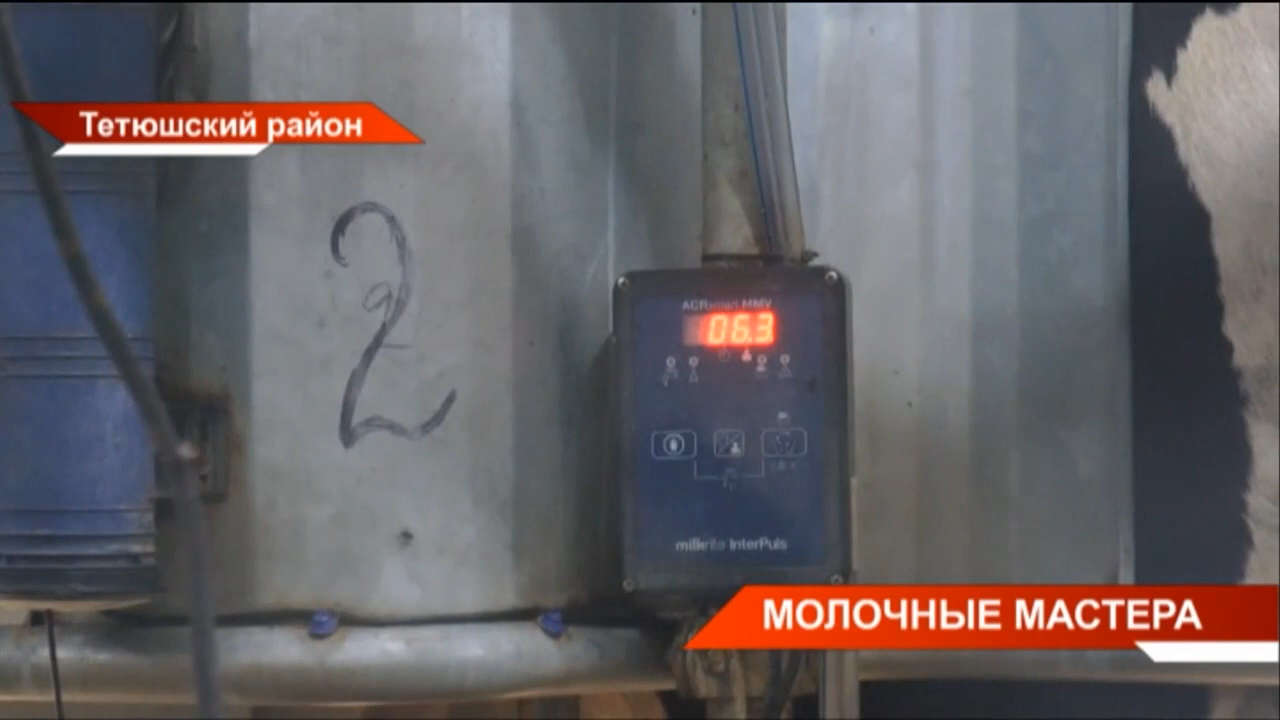 Тетюшский район
2
ACRsmart MMV
06.3
milkrite InterPuls
МОЛОЧНЫЕ МАСТЕРА